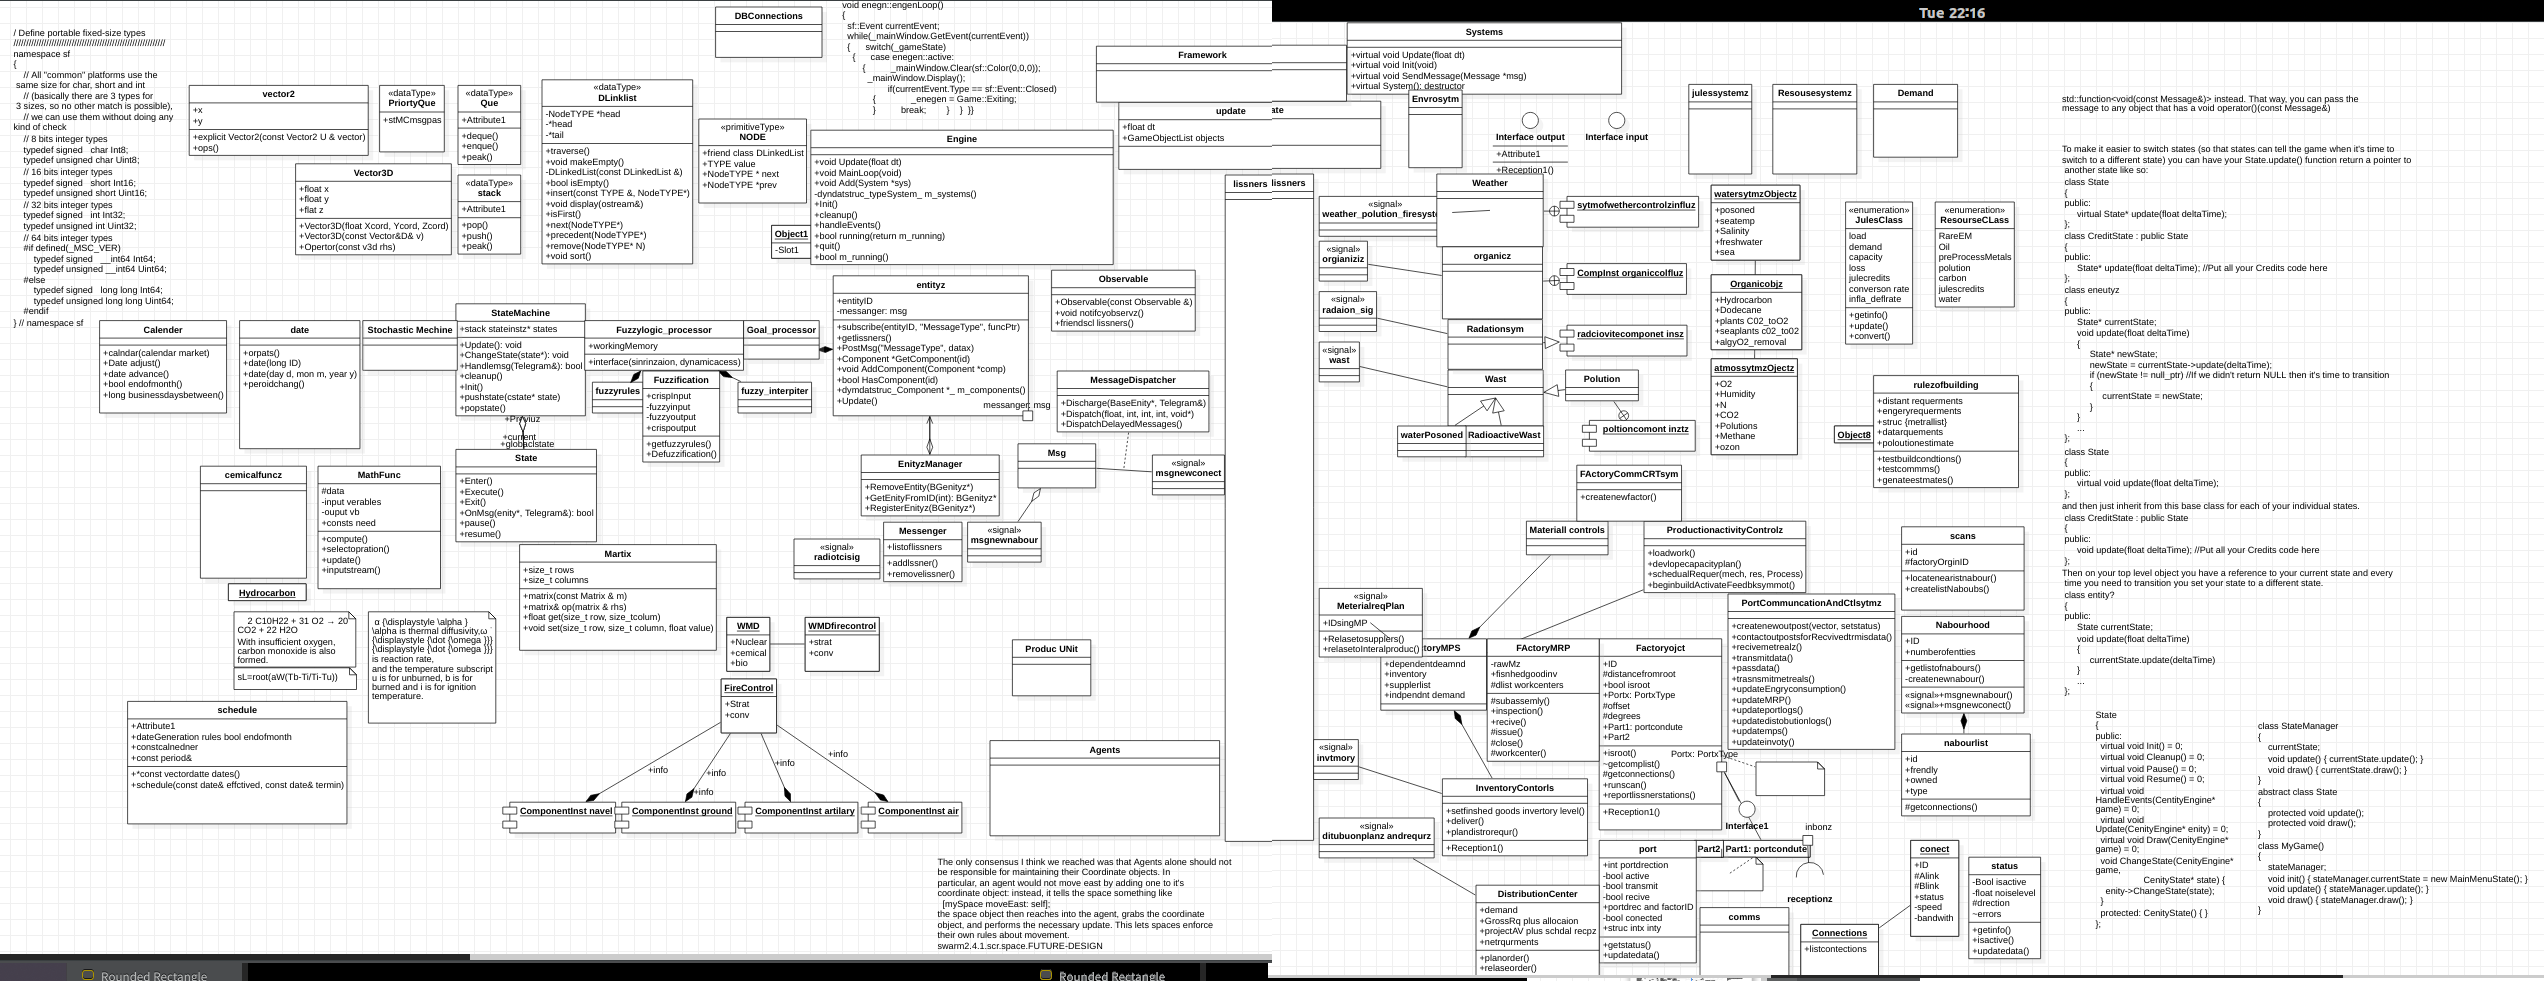 Tue 22:16
/ Define portable fixed-size types
////////////////////////////////////////////////////////////
namespace sf
{
// All "common" platforms use the
same size for char, short and int
// (basically there are 3 types for
3 sizes, so no other match is possible),
// we can use them without doing any
kind of check
// 8 bits integer types
typedef signed char Int8;
typedef unsigned char Uint8;
// 16 bits integer types
typedef signed short Int16;
typedef unsigned short Uint16;
// 32 bits integer types
typedef signed int Int32;
typedef unsigned int Uint32;
// 64 bits integer types
#if defined(_MSC_VER)
typedef signed __int64 Int64;
typedef unsigned __int64 Uint64;
#else
typedef signed long long Int64;
typedef unsigned long long Uint64;
#endif
} // namespace sf
vector2
+x
+y
+explicit Vector2(const Vector2 U & vector)
+ops()
«dataType»
PriortyQue
+stMCmsgpas
«dataType»
Que
+Attribute1
+deque()
+enque()
+peak()
Vector3D
+float x
+float y
+flat z
+Vector3D(float Xcord, Ycord, Zcord)
+Vector3D(const Vector&D& v)
+Opertor(const v3d rhs)
«dataType»
stack
+Attribute1
+pop()
+push()
+peak()
«dataType»
DLinklist
-NodeTYPE *head
-*head
-*tail
+traverse()
+void makeEmpty()
-DLinkedList(const DLinkedList &)
+bool isEmpty()
+insert(const TYPE &, NodeTYPE*)
+void display(ostream&)
+isFirst()
+next(NodeTYPE*)
+precedent(NodeTYPE*)
+remove(NodeTYPE* N)
+void sort()
DBConnections
void enegn::engenLoop()
{
sf::Event currentEvent;
while(_mainWindow.GetEvent(currentEvent))
{ switch(_gameState)
{ case enegene::active:
{ _mainWindow.Clear(sf::Color(0,0,0));
_mainWindow.Display();
if(currentEvent.Type == sf::Event::Closed)
{ _enegen = Game::Exiting;
} break; } } }}
«primitiveType»
NODE
+friend class DLinkedList
+TYPE value
+NodeTYPE * next
+NodeTYPE *prev
Object1
-Slot1
Engine
+void Update(float dt)
+void MainLoop(void)
+void Add(System *sys)
-dyndatstruc_typeSystem_ m_systems()
+Init()
+cleanup()
+handleEvents()
+bool running(return m_running)
+quit()
+bool m_running()
Framework
update
ate
+float dt
+GameObjectList objects
lissners
lissners
Calender
+calndar(calendar market)
+Date adjust()
+date advance()
+bool endofmonth()
+long businessdaysbetween()
date
+orpats()
+date(long ID)
+date(day d, mon m, year y)
+peroidchang()
Stochastic Mechine
StateMachine
+stack stateinstz* states
+Update(): void
+ChangeState(state*): void
+Handlemsg(Telegram&): bool
+cleanup()
+Init()
+pushstate(cstate* state)
+popstate()
+current
+globaclstate
State
+Enter()
+Execute()
+Exit()
+OnMsg(enity*, Telegram&): bool
+pause()
+resume()
Fuzzylogic_processor
+workingMemory
+interface(sinrinzaion, dynamicacess)
Goal_processor
fuzzyrules
Fuzzification
+crispInput
-fuzzyinput
-fuzzyoutput
+crispoutput
+getfuzzyrules()
+Defuzzification()
fuzzy_interpiter
entityz
+entityID
-messanger: msg
+subscribe(entityID, "MessageType", funcPtr)
+getlissners()
+PostMsg("MessageType", datax)
+Component *GetComponent(id)
+void AddComponent(Component *comp)
+bool HasComponent(id)
+dymdatstruc_Component *_ m_components()
+Update()
messanger: msg
Observable
+Observable(const Observable &)
+void notifcyobservz()
+friendscl lissners()
MessageDispatcher
+Discharge(BaseEnity*, Telegram&)
+Dispatch(float, int, int, int, void*)
+DispatchDelayedMessages()
EnityzManager
+RemoveEntity(BGenityz*)
+GetEnityFromID(int): BGenityz*
+RegisterEnityz(BGenityz*)
Msg
«signal»
msgnewconect
Messenger
+listoflissners
+addlssner()
+removelissner()
«signal»
msgnewnabour
«signal»
radiotcisig
cemicalfuncz
MathFunc
#data
-input verables
-ouput vb
+consts need
+compute()
+selectopration()
+update()
+inputstream()
Hydrocarbon
2 C10H22 + 31 O2 → 20
CO2 + 22 H2O
With insufficient oxygen,
carbon monoxide is also
formed.
sL=root(aW(Tb-Ti/Ti-Tu))
α {\displaystyle \alpha }
\alpha is thermal diffusivity,ω˙
{\displaystyle {\dot {\omega }}}
{\displaystyle {\dot {\omega }}}
is reaction rate,
and the temperature subscript
u is for unburned, b is for
burned and i is for ignition
temperature.
Martix
+size_t rows
+size_t columns
+matrix(const Matrix & m)
+matrix& op(matrix & rhs)
+float get(size_t row, size_tcolum)
+void set(size_t row, size_t column, float value)
WMD
+Nuclear
+cemical
+bio
WMDfirecontrol
+strat
+conv
FireControl
+Strat
+conv
+info
+info
+info
+info
+info
ComponentInst navel
ComponentInst ground
ComponentInst artilary
ComponentInst air
schedule
+Attribute1
+dateGeneration rules bool endofmonth
+constcalnedner
+const period&
+*const vectordatte dates()
+schedule(const date& effctived, const date& termin)
Produc UNit
Agents
The only consensus I think we reached was that Agents alone should not
be responsible for maintaining their Coordinate objects. In
particular, an agent would not move east by adding one to it's
coordinate object: instead, it tells the space something like
[mySpace moveEast: self];
the space object then reaches into the agent, grabs the coordinate
object, and performs the necessary update. This lets spaces enforce
their own rules about movement.
swarm2.4.1.scr.space.FUTURE-DESIGN
Rounded Rectangle
Rounded Rectangle
Systems
+virtual void Update(float dt)
+virtual void Init(void)
+virtual void SendMessage(Message *msg)
+virtual System(): destructor
Envrosytm
Interface output
+Attribute1
+Reception1()
Interface input
julessystemz
Resousesystemz
Demand
Weather
«signal»
weather_polution_firesyst
«signal»
orgianiziz
«signal»
radaion_sig
«signal»
wast
organicz
Radationsym
Wast
Polution
waterPosoned
RadioactiveWast
sytmofwethercontrolzinfluz
CompInst organiccolfluz
radciovitecomponet insz
poltioncomont inztz
watersytmzObjectz
+posoned
+seatemp
+Salinity
+freshwater
+sea
Organicobjz
+Hydrocarbon
+Dodecane
+plants C02_toO2
+seaplants c02_to02
+algyO2_removal
atmossytmzOjectz
+O2
+Humidity
+N
+CO2
+Polutions
+Methane
+ozon
«enumeration»
JulesClass
load
demand
capacity
loss
julecredits
converson rate
infla_deflrate
+getinfo()
+update()
+convert()
«enumeration»
ResourseCLass
RareEM
Oil
preProcessMetals
polution
carbon
julescredits
water
rulezofbuilding
+distant requerments
+engeryrequerments
+struc {metrallist}
+datarquements
+poloutionestimate
+testbuildcondtions()
+testcommms()
+genateestmates()
Object8
FActoryCommCRTsym
+createnewfactor()
Materiall controls
ProductionactivityControlz
+loadwork()
+devlopecapacityplan()
+schedualRequer(mech, res, Process)
+beginbuildActivateFeedbksymmot()
«signal»
MeterialreqPlan
+IDsingMP
+Relasetosupplers()
+relasetoInteralproduc()
toryMPS
+dependentdeamnd
+inventory
+supplerlist
+indpendnt demand
FActoryMRP
-rawMz
+fisnhedgoodinv
#dlist workcenters
#subassemly()
+inspection()
+recive()
#issue()
#close()
#workcenter()
Factoryojct
+ID
#distancefromroot
+bool isroot
+Portx: PortxType
#offset
#degrees
+Part1: portcondute
+Part2
+isroot()
~getcomplist()
#getconnections()
+runscan()
+reportlissnerstations()
+Reception1()
Portx: PortxType
PortCommuncationAndCtlsytmz
+createnewoutpost(vector, setstatus)
+contactoutpostsforRecvivedtrmisdata()
+recivemetrealz()
+transmitdata()
+passdata()
+trasnmitmetreals()
+updateEngryconsumption()
+updateMRP()
+updateportlogs()
+updatedistobutionlogs()
+updatemps()
+updateinvoty()
scans
+id
#factoryOrginID
+locatenearistnabour()
+createlistNaboubs()
Nabourhood
+ID
+numberofentties
+getlistofnabours()
-createnewnabour()
«signal»+msgnewnabour()
«signal»+msgnewconect()
nabourlist
+id
+frendly
+owned
+type
#getconnections()
«signal»
invtmory
InventoryContorls
+setfinshed goods invertory level()
+deliver()
+plandistrorequr()
+Reception1()
«signal»
ditubuonplanz andrequrz
DistributionCenter
+demand
+GrossRq plus allocaion
+projectAV plus schdal recpz
+netrqurments
+planorder()
+relaseorder()
port
+int portdrection
-bool active
-bool transmit
-bool recive
+portdrec and factorID
-bool conected
+struc intx inty
+getstatus()
+updatedata()
Interface1
inbonz
Part2
Part1: portcondute
receptionz
comms
Connections
+listcontections
conect
+ID
#Alink
#Blink
+status
-speed
-bandwith
status
-Bool isactive
-float noiselevel
#drection
~errors
+getinfo()
+isactive()
+updatedata()
std::function<void(const Message&)> instead. That way, you can pass the
message to any object that has a void operator()(const Message&)
To make it easier to switch states (so that states can tell the game when it's time to
switch to a different state) you can have your State.update() function return a pointer to
another state like so:
class State
{
public:
virtual State* update(float deltaTime);
};
class CreditState : public State
{
public:
State* update(float deltaTime); //Put all your Credits code here
};
class eneutyz
{
public:
State* currentState;
void update(float deltaTime)
{
State* newState;
newState = currentState->update(deltaTime);
if (newState != null_ptr) //If we didn't return NULL then it's time to transition
{
currentState = newState;
}
}
...
};
class State
{
public:
virtual void update(float deltaTime);
};
and then just inherit from this base class for each of your individual states.
class CreditState : public State
{
public:
void update(float deltaTime); //Put all your Credits code here
};
Then on your top level object you have a reference to your current state and every
time you need to transition you set your state to a different state.
class entity?
{
public:
State currentState;
void update(float deltaTime)
{
currentState.update(deltaTime)
}
...
};
State
{
public:
virtual void Init() = 0;
virtual void Cleanup() = 0;
virtual void Pause() = 0;
virtual void Resume() = 0;
virtual void
HandleEvents(CentityEngine*
game) = 0;
virtual void
Update(CenityEngine* enity) = 0;
virtual void Draw(CenityEngine*
game) = 0;
void ChangeState(CenityEngine*
game,
CenityState* state) {
enity->ChangeState(state);
}
protected: CenityState() { }
};
class StateManager
{
currentState;
void update() { currentState.update(); }
void draw() { currentState.draw(); }
}
abstract class State
{
protected void update();
protected void draw();
}
class MyGame()
{
stateManager;
void init() { stateManager.currentState = new MainMenuState(); }
void update() { stateManager.update(); }
void draw() { stateManager.draw(); }
}